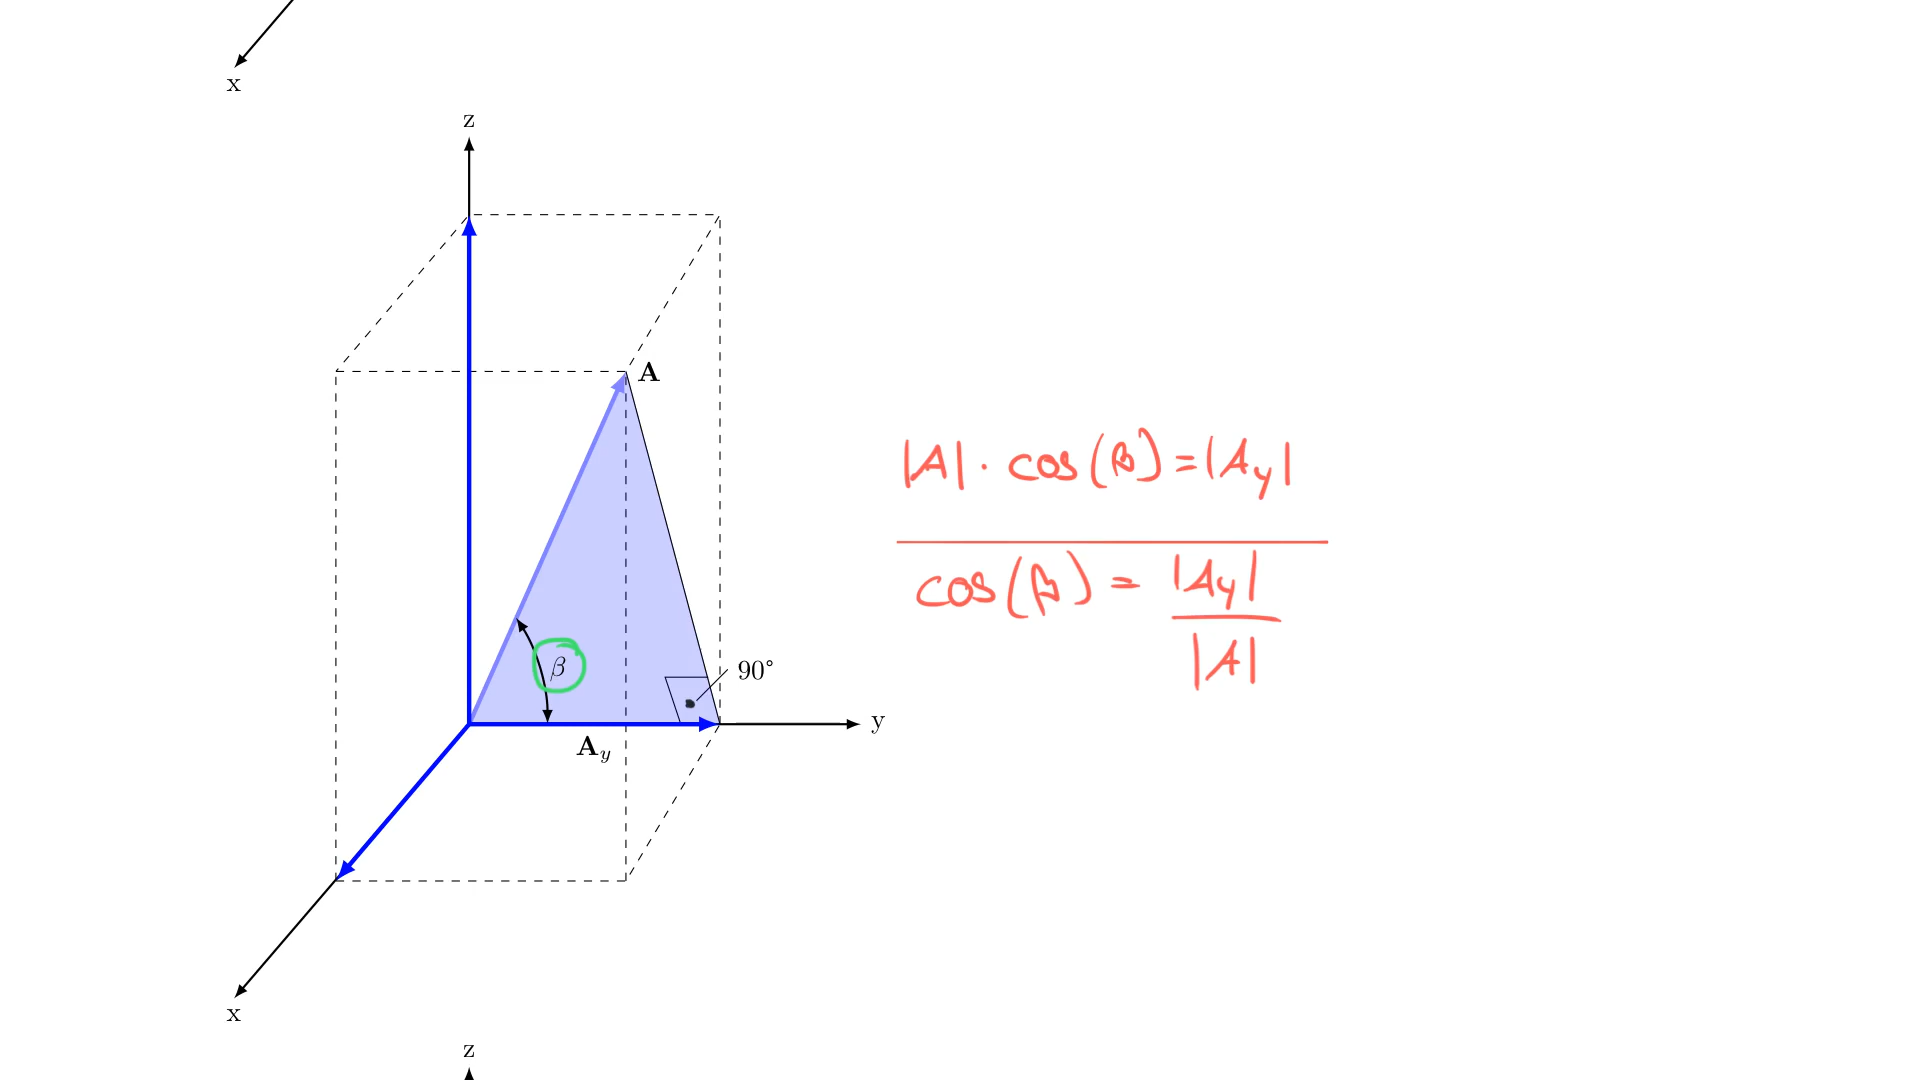 x
z
A
|A| · cos(β) = |A_y|
cos(β) = |A_y|
|A|
β
90°
y
A_y
x
z